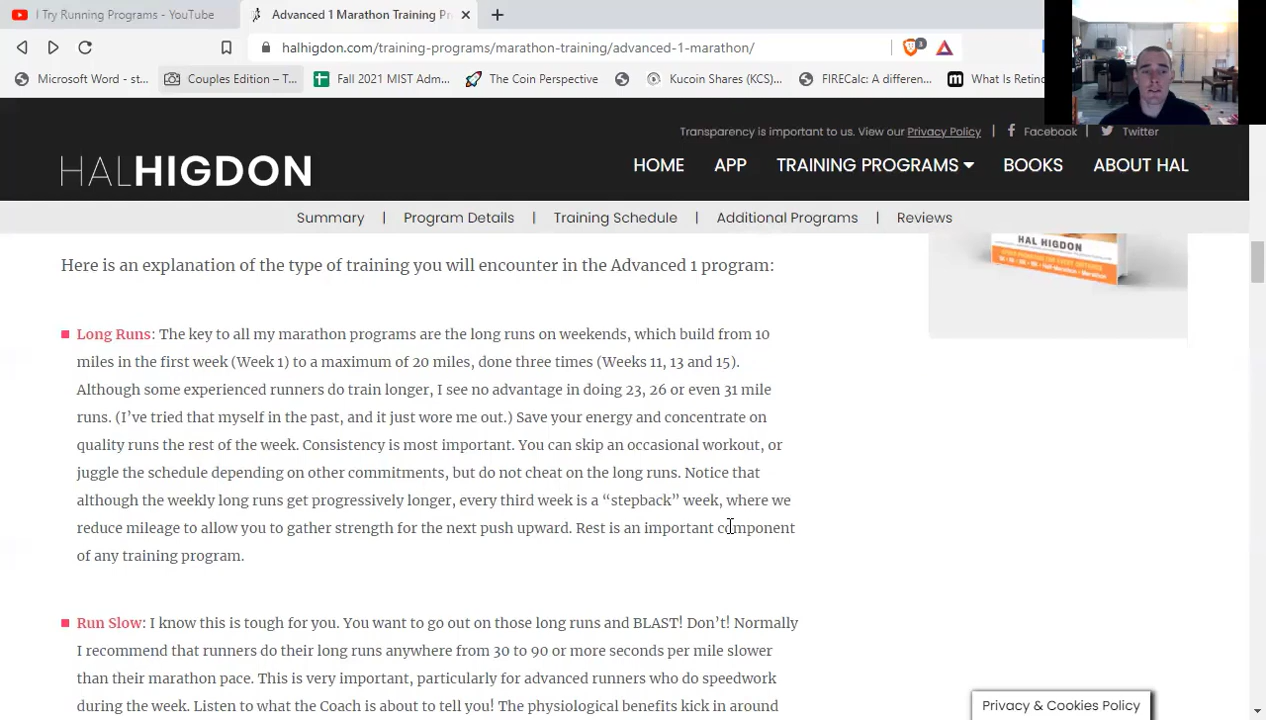 I Try Running Programs - YouTube
Advanced 1 Marathon Training Pr
halhigdon.com/training-programs/marathon-training/advanced-1-marathon/
1
Microsoft Word - st...
Couples Edition – T...
Fall 2021 MIST Adm...
The Coin Perspective
Kucoin Shares (KCS)...
FIRECalc: A differen...
m
What Is Retino
Transparency is important to us. View our Privacy Policy | Facebook | Twitter
HALHIGDON
HOME APP TRAINING PROGRAMS BOOKS ABOUT HAL
Summary | Program Details | Training Schedule | Additional Programs | Reviews
HAL HIGDON
Here is an explanation of the type of training you will encounter in the Advanced 1 program:
Long Runs: The key to all my marathon programs are the long runs on weekends, which build from 10
miles in the first week (Week 1) to a maximum of 20 miles, done three times (Weeks 11, 13 and 15).
Although some experienced runners do train longer, I see no advantage in doing 23, 26 or even 31 mile
runs. (I’ve tried that myself in the past, and it just wore me out.) Save your energy and concentrate on
quality runs the rest of the week. Consistency is most important. You can skip an occasional workout, or
juggle the schedule depending on other commitments, but do not cheat on the long runs. Notice that
although the weekly long runs get progressively longer, every third week is a “stepback” week, where we
reduce mileage to allow you to gather strength for the next push upward. Rest is an important component
of any training program.
Run Slow: I know this is tough for you. You want to go out on those long runs and BLAST! Don’t! Normally
I recommend that runners do their long runs anywhere from 30 to 90 or more seconds per mile slower
than their marathon pace. This is very important, particularly for advanced runners who do speedwork
during the week. Listen to what the Coach is about to tell you! The physiological benefits kick in around
Privacy & Cookies Policy